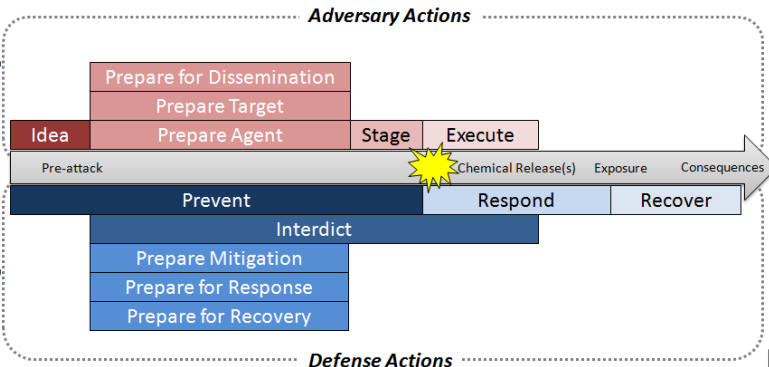 Adversary Actions
Prepare for Dissemination
Prepare Target
Idea Prepare Agent Stage Execute
Pre-attack Chemical Release(s) Exposure Consequences
Prevent Respond Recover
Interdict
Prepare Mitigation
Prepare for Response
Prepare for Recovery
Defense Actions